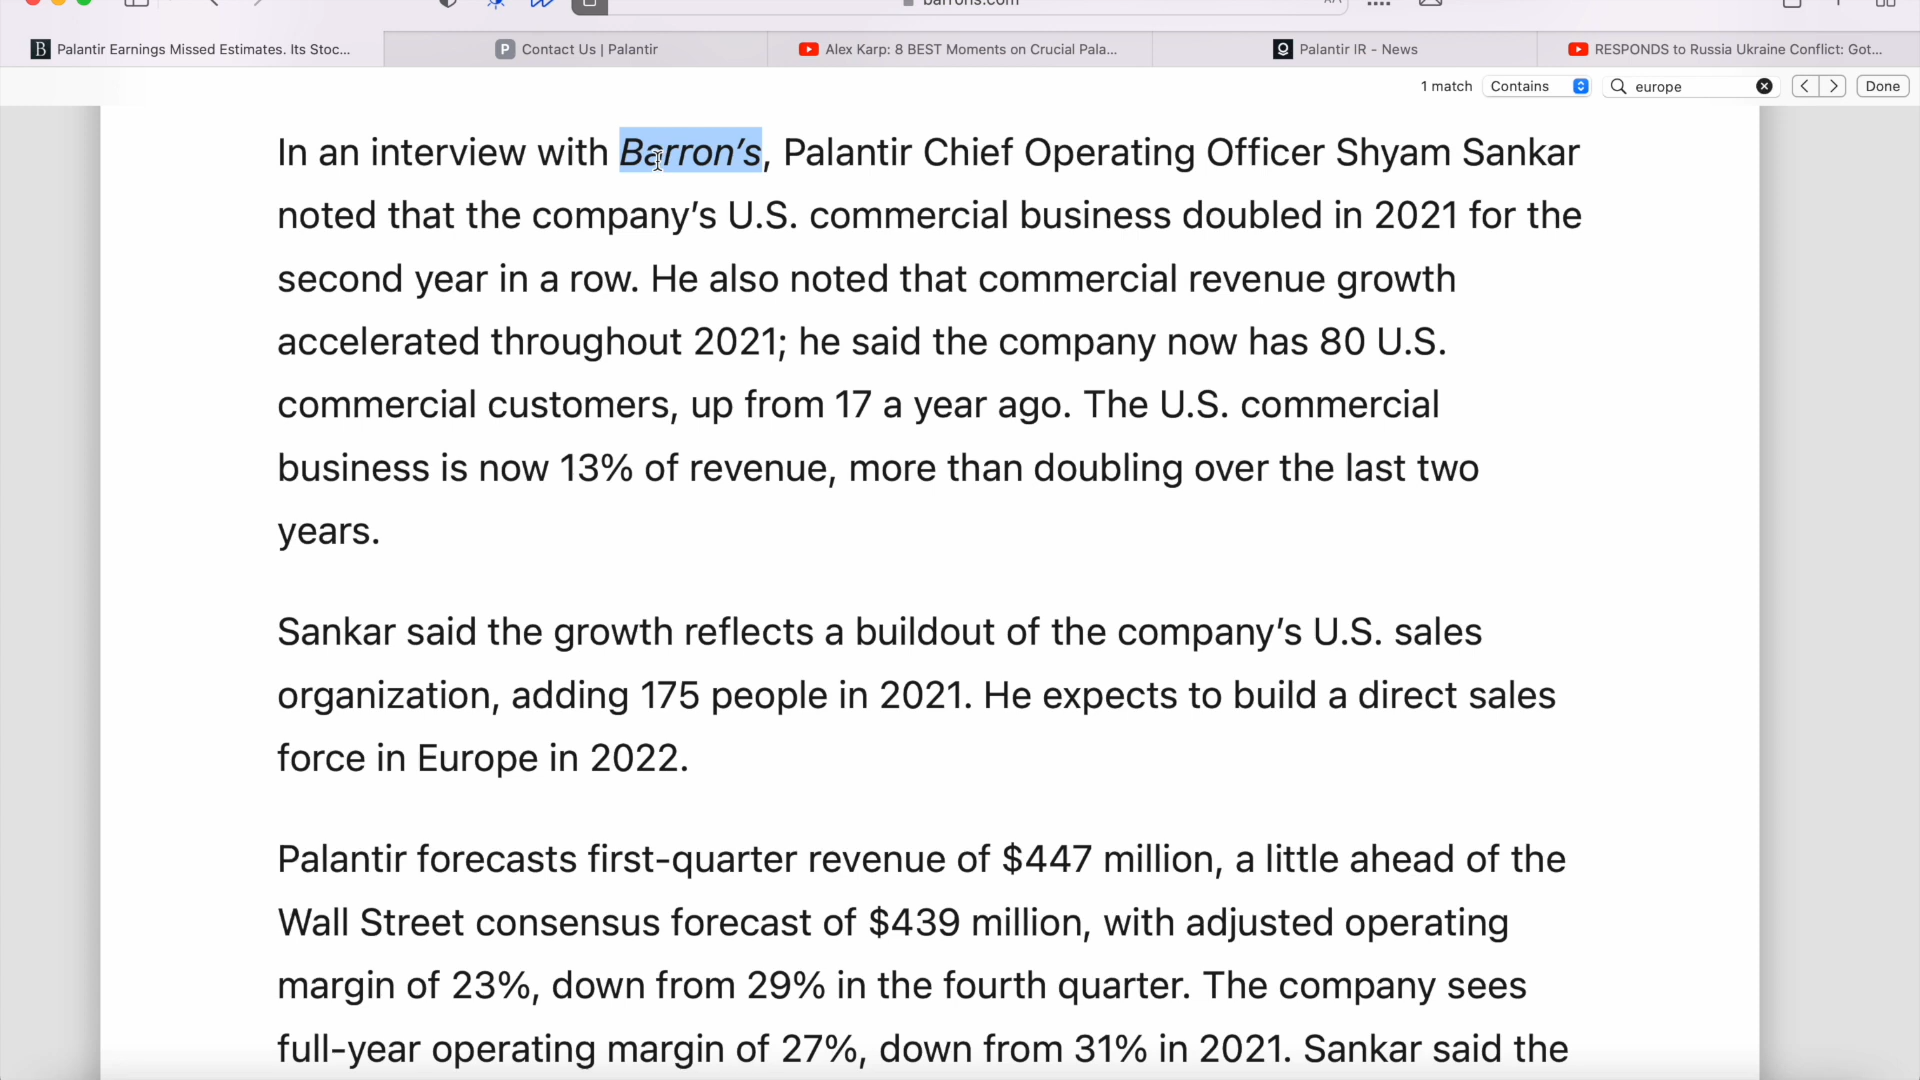 barrons.com
Palantir Earnings Missed Estimates. Its Stoc...
Contact Us | Palantir
Alex Karp: 8 BEST Moments on Crucial Pala...
Palantir IR - News
RESPONDS to Russia Ukraine Conflict: Got...
1 match
Contains
europe
Done
In an interview with Barron’s, Palantir Chief Operating Officer Shyam Sankar
noted that the company’s U.S. commercial business doubled in 2021 for the
second year in a row. He also noted that commercial revenue growth
accelerated throughout 2021; he said the company now has 80 U.S.
commercial customers, up from 17 a year ago. The U.S. commercial
business is now 13% of revenue, more than doubling over the last two
years.
Sankar said the growth reflects a buildout of the company’s U.S. sales
organization, adding 175 people in 2021. He expects to build a direct sales
force in Europe in 2022.
Palantir forecasts first-quarter revenue of $447 million, a little ahead of the
Wall Street consensus forecast of $439 million, with adjusted operating
margin of 23%, down from 29% in the fourth quarter. The company sees
full-year operating margin of 27%, down from 31% in 2021. Sankar said the